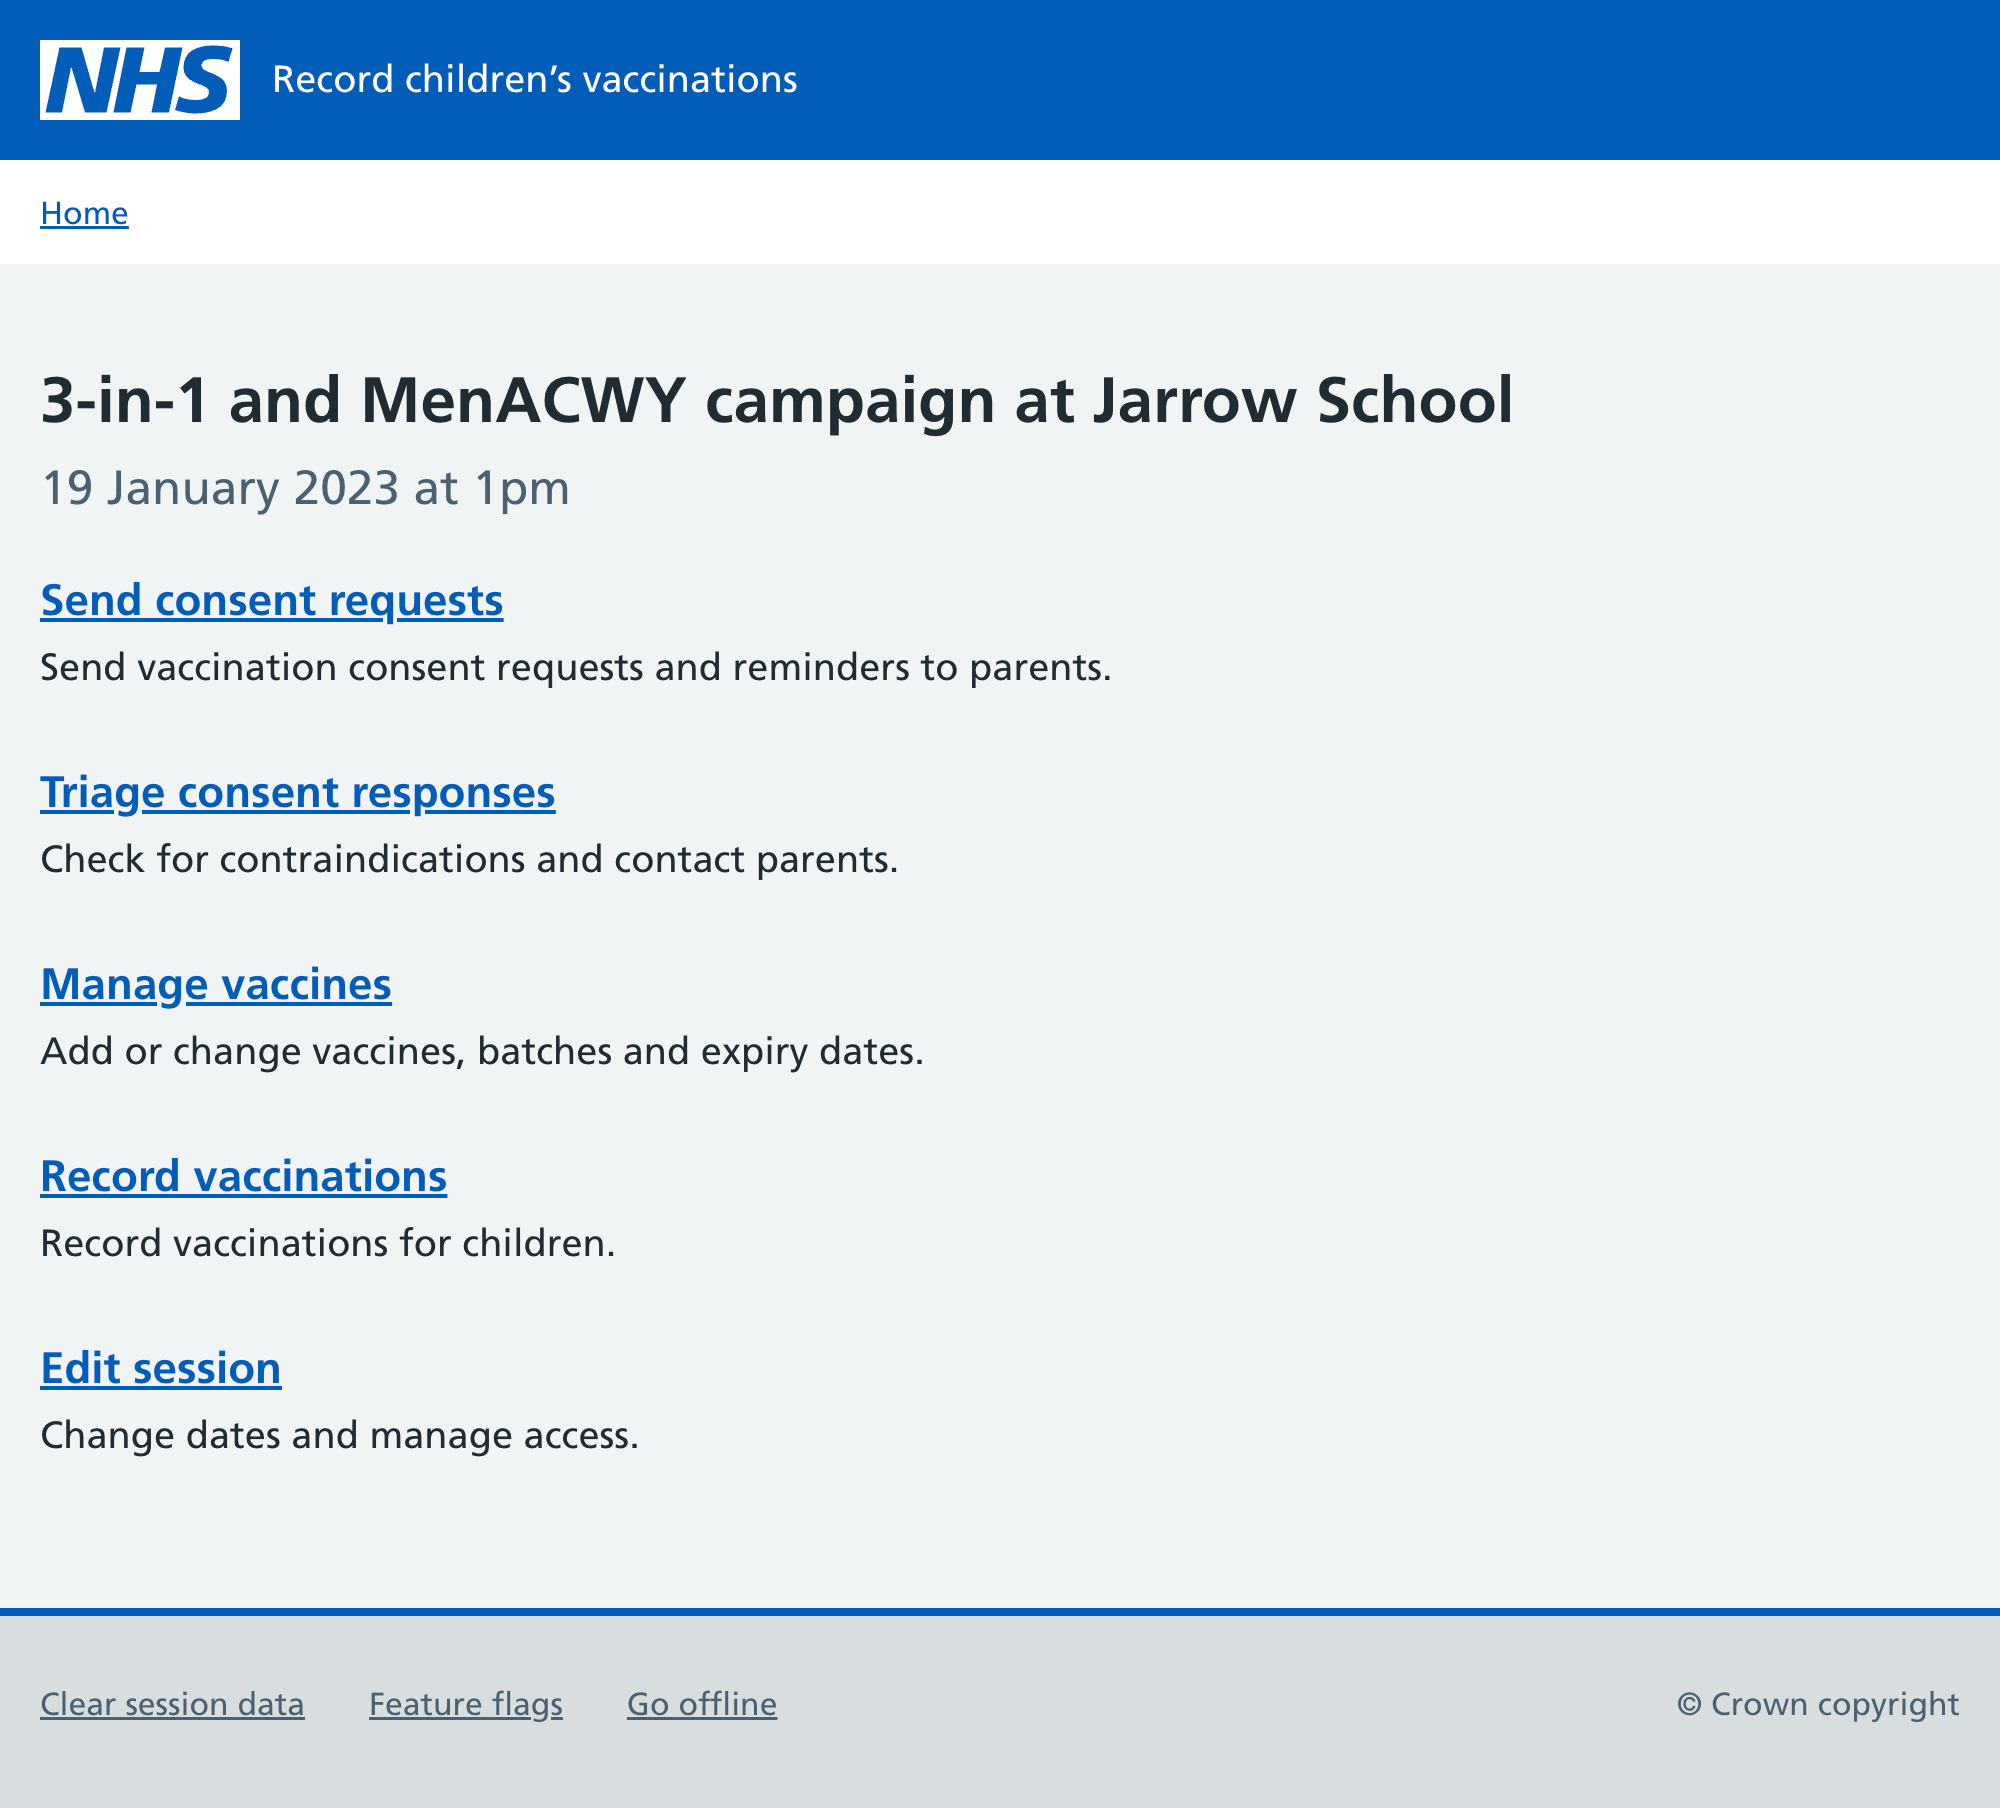 NHS Record children’s vaccinations
Home
3-in-1 and MenACWY campaign at Jarrow School
19 January 2023 at 1pm
Send consent requests
Send vaccination consent requests and reminders to parents.
Triage consent responses
Check for contraindications and contact parents.
Manage vaccines
Add or change vaccines, batches and expiry dates.
Record vaccinations
Record vaccinations for children.
Edit session
Change dates and manage access.
Clear session data Feature flags Go offline © Crown copyright